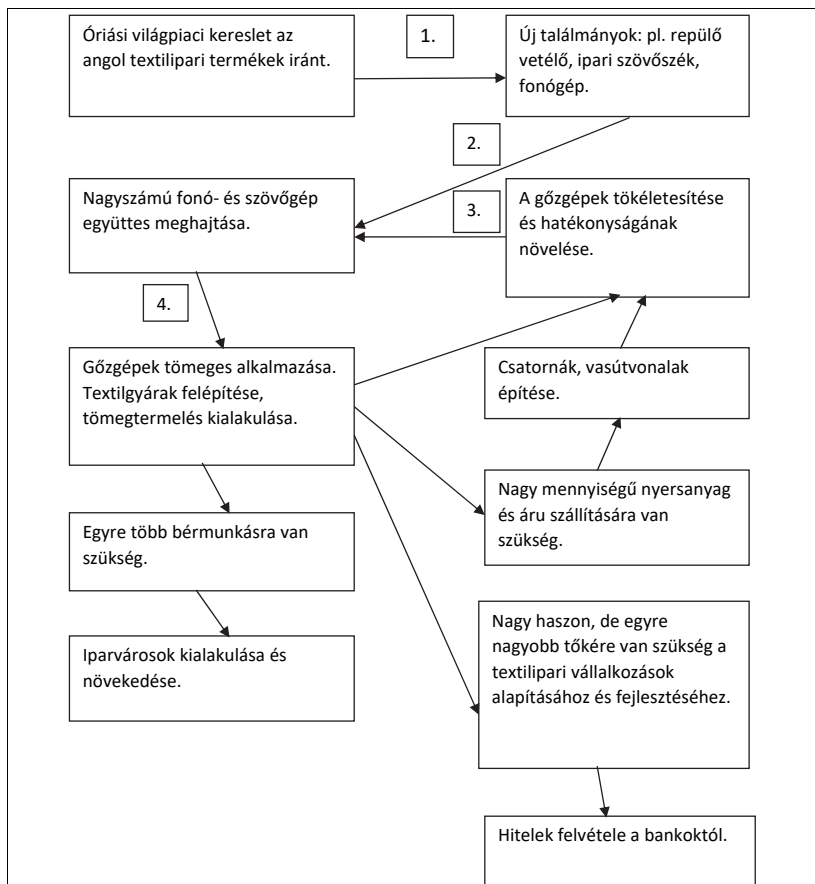 Óriási világpiaci kereslet az
angol textilipari termékek iránt.
1.
Új találmányok: pl. repülő
vetélő, ipari szövőszék,
fonógép.
2.
Nagyszámú fonó- és szövőgép
együttes meghajtása.
3.
A gőzgépek tökéletesítése
és hatékonyságának
növelése.
4.
Gőzgépek tömeges alkalmazása.
Textilgyárak felépítése,
tömegtermelés kialakulása.
Csatornák, vasútvonalak
építése.
Egyre több bérmunkásra van
szükség.
Nagy mennyiségű nyersanyag
és áru szállítására van
szükség.
Iparvárosok kialakulása és
növekedése.
Nagy haszon, de egyre
nagyobb tőkére van szükség a
textilipari vállalkozások
alapításához és fejlesztéséhez.
Hitelek felvétele a bankoktól.